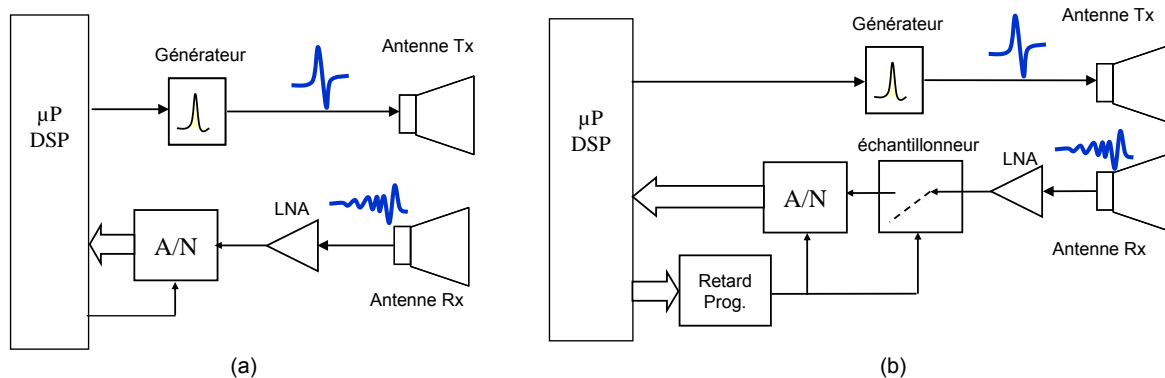 Générateur
Antenne Tx
µP
DSP
LNA
A/N
Antenne Rx
(a)
Générateur
Antenne Tx
µP
DSP
échantillonneur
LNA
A/N
Antenne Rx
Retard
Prog.
(b)